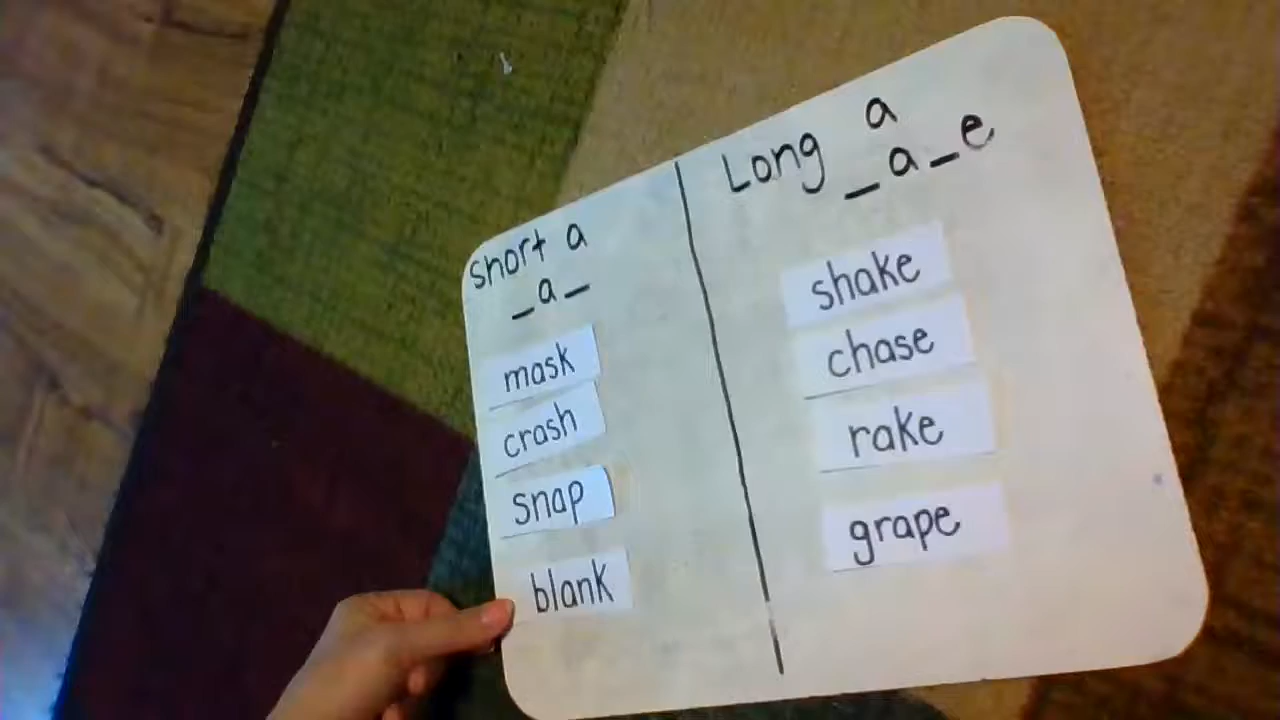 short a
_a_
mask
crash
snap
blank
Long a
_a_e
shake
chase
rake
grape